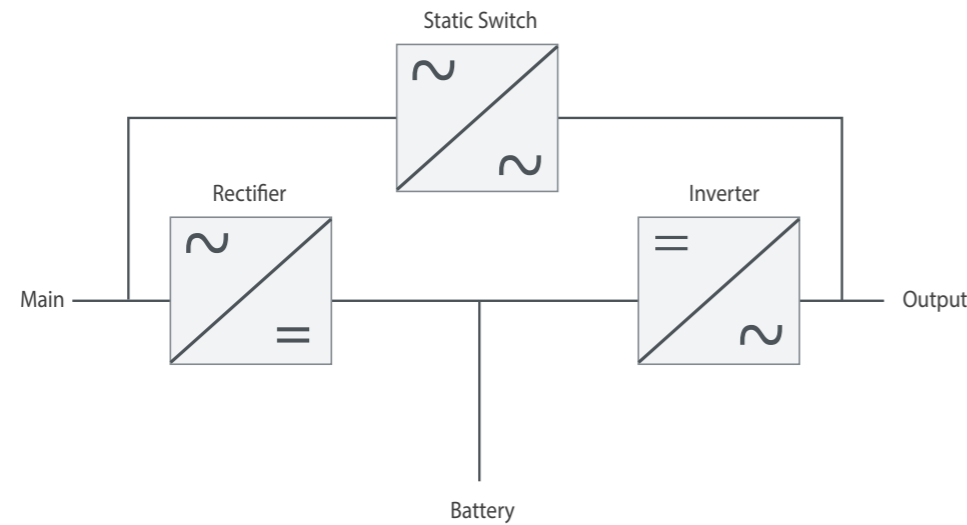 Static Switch
Rectifier
Inverter
Main
Output
Battery